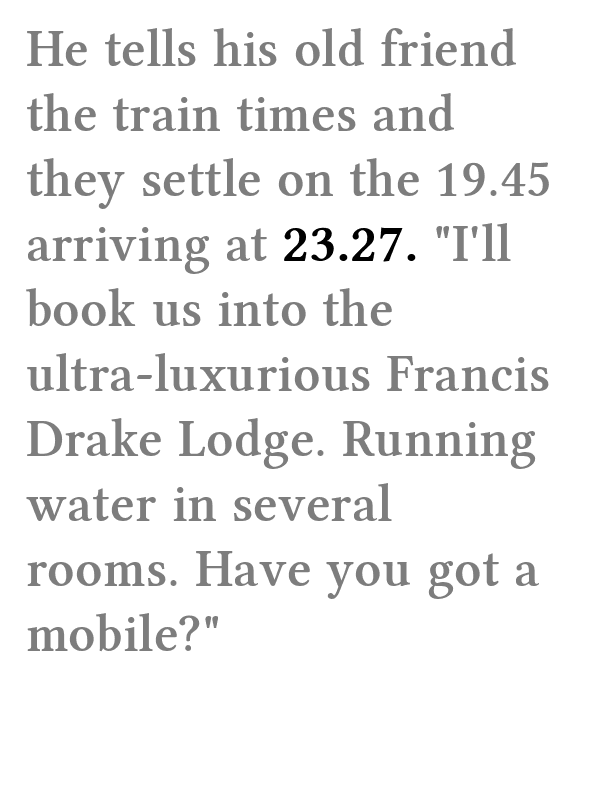 He tells his old friend
the train times and
they settle on the 19.45
arriving at 23.27. "I'll
book us into the
ultra-luxurious Francis
Drake Lodge. Running
water in several
rooms. Have you got a
mobile?"